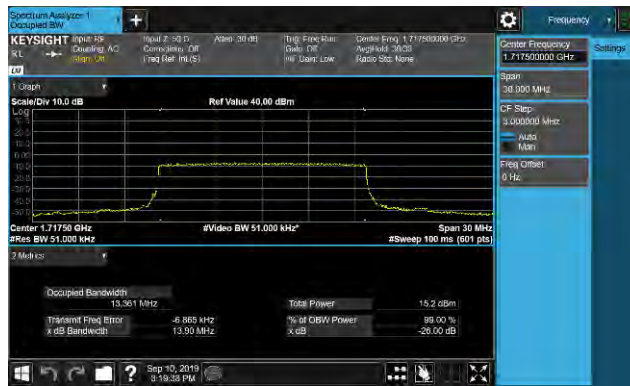 Spectrum Analyzer 1
Occupied BW
Frequency
KEYSIGHT
Input: RF
Coupling: AC
Align: Off
Input Z: 50 Ω
Corrections: Off
Freq Ref: Int (S)
Atten: 30 dB
Trig: Free Run
Gate: Off
#IF Gain: Low
Center Freq: 1.717500000 GHz
Radio Std: None
Center Frequency
1.717500000 GHz
Settings
Span
30.000 MHz
CF Step
3.000000 MHz
Auto
Man
Freq Offset
0 Hz
1 Graph
Scale/Div 10.0 dB
Ref Value 40.00 dBm
Log
Center 1.71750 GHz
#Video BW 51.000 kHz*
Span 30 MHz
#Res BW 51.000 kHz
#Sweep 100 ms (601 pts)
2 Metrics
Occupied Bandwidth
13.361 MHz
Total Power
15.2 dBm
Transmit Freq Error
-6.865 kHz
% of OBW Power
99.00 %
x dB Bandwidth
13.90 MHz
x dB
-26.00 dB
Sep 10, 2019
3:19:33 PM